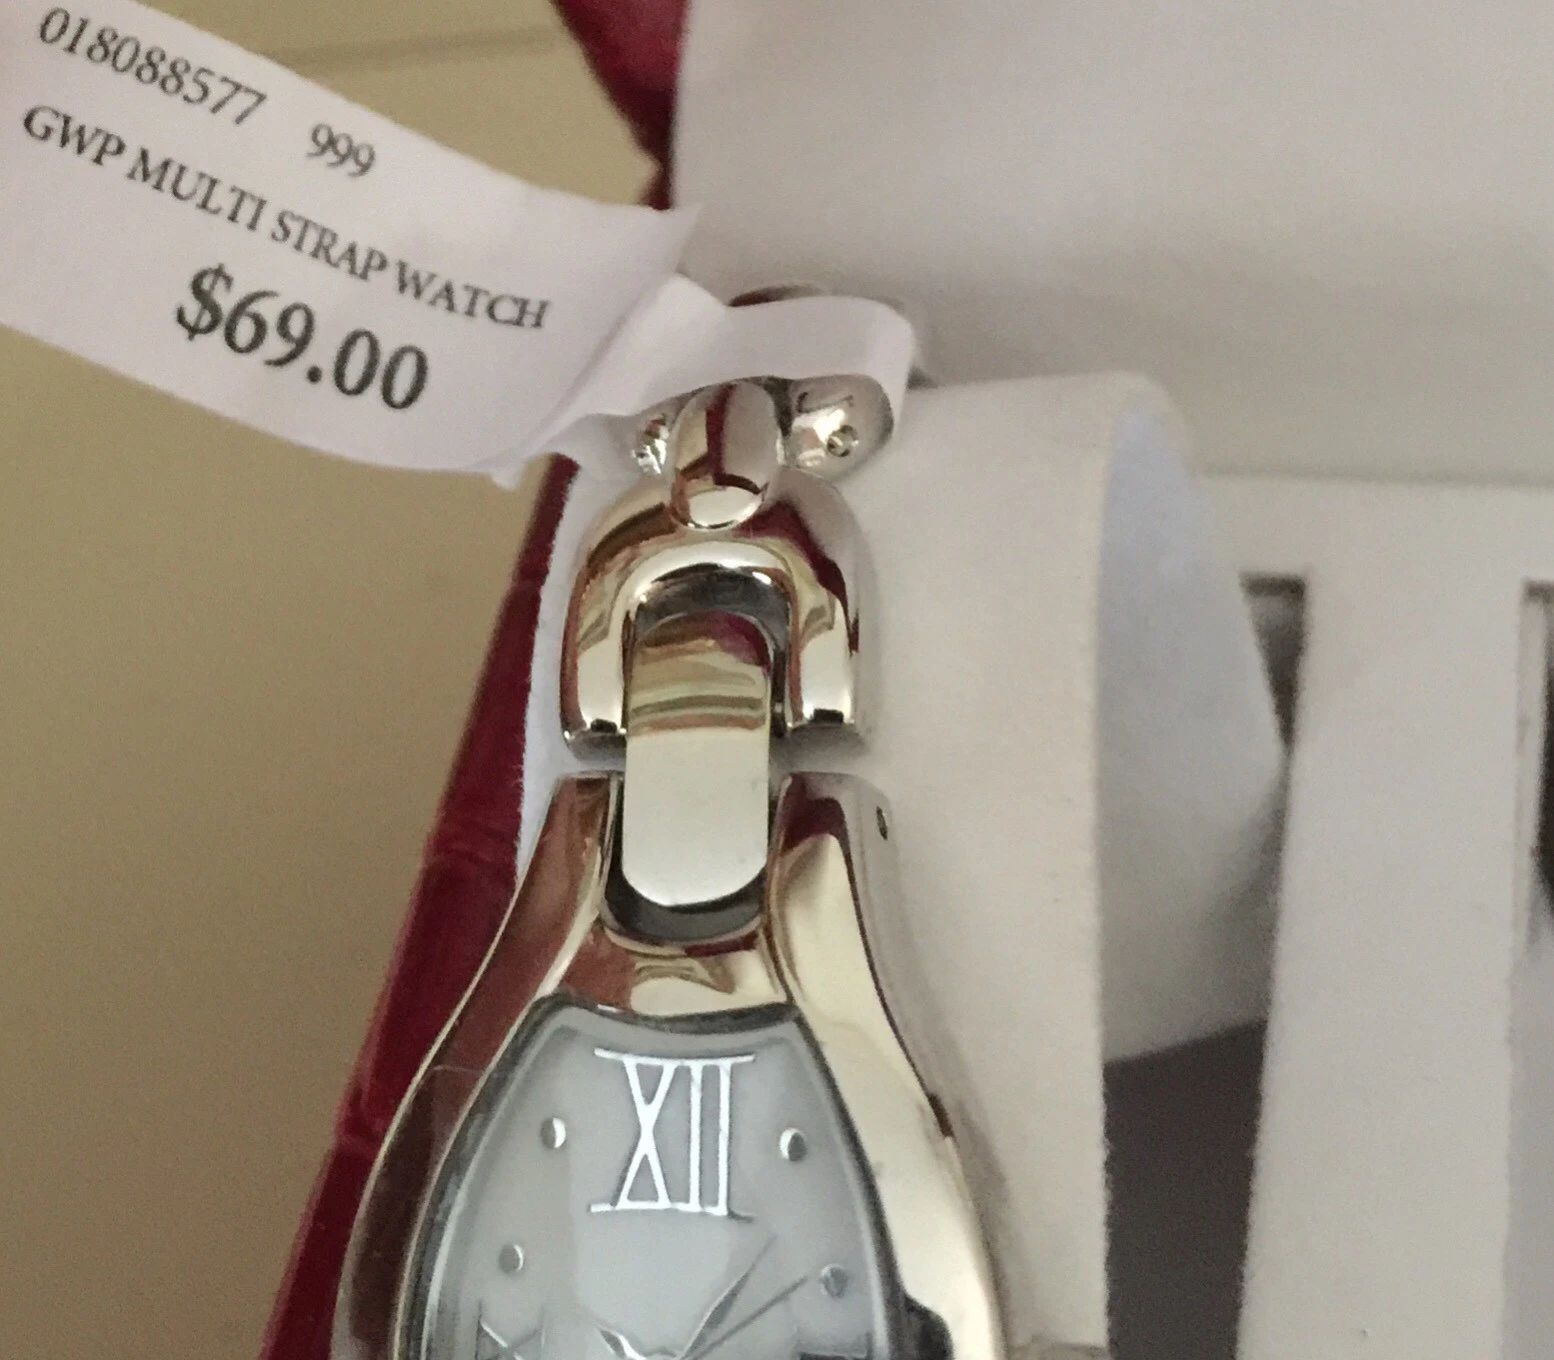 018088577 999
GWP MULTI STRAP WATCH
$69.00
XII